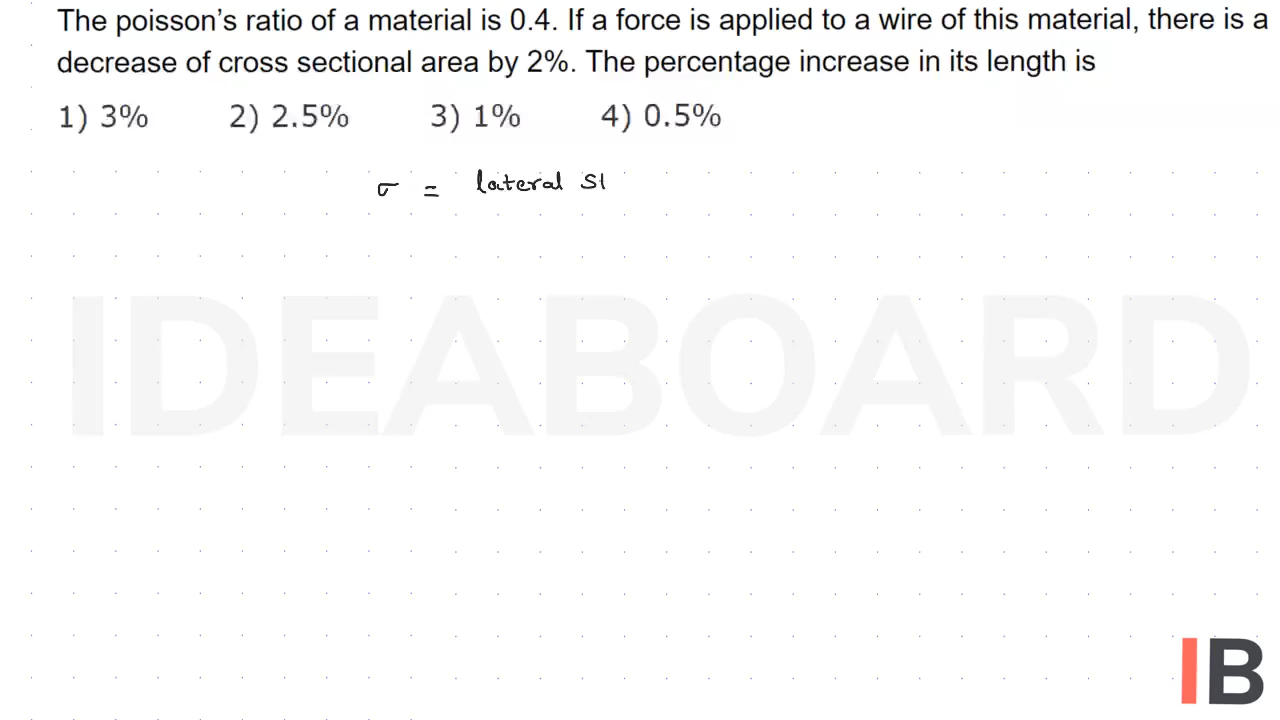 The poisson’s ratio of a material is 0.4. If a force is applied to a wire of this material, there is a
decrease of cross sectional area by 2%. The percentage increase in its length is
1) 3% 2) 2.5% 3) 1% 4) 0.5%
σ = lateral St
IDEABOARD
IB